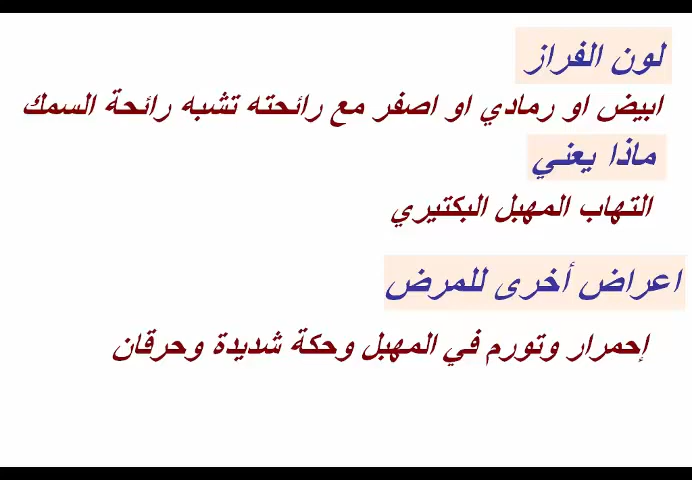 لون الفراز
ابيض او رمادي او اصفر مع رائحته تشبه رائحة السمك
ماذا يعني
التهاب المهبل البكتيري
اعراض أخرى للمرض
إحمرار وتورم في المهبل وحكة شديدة وحرقان